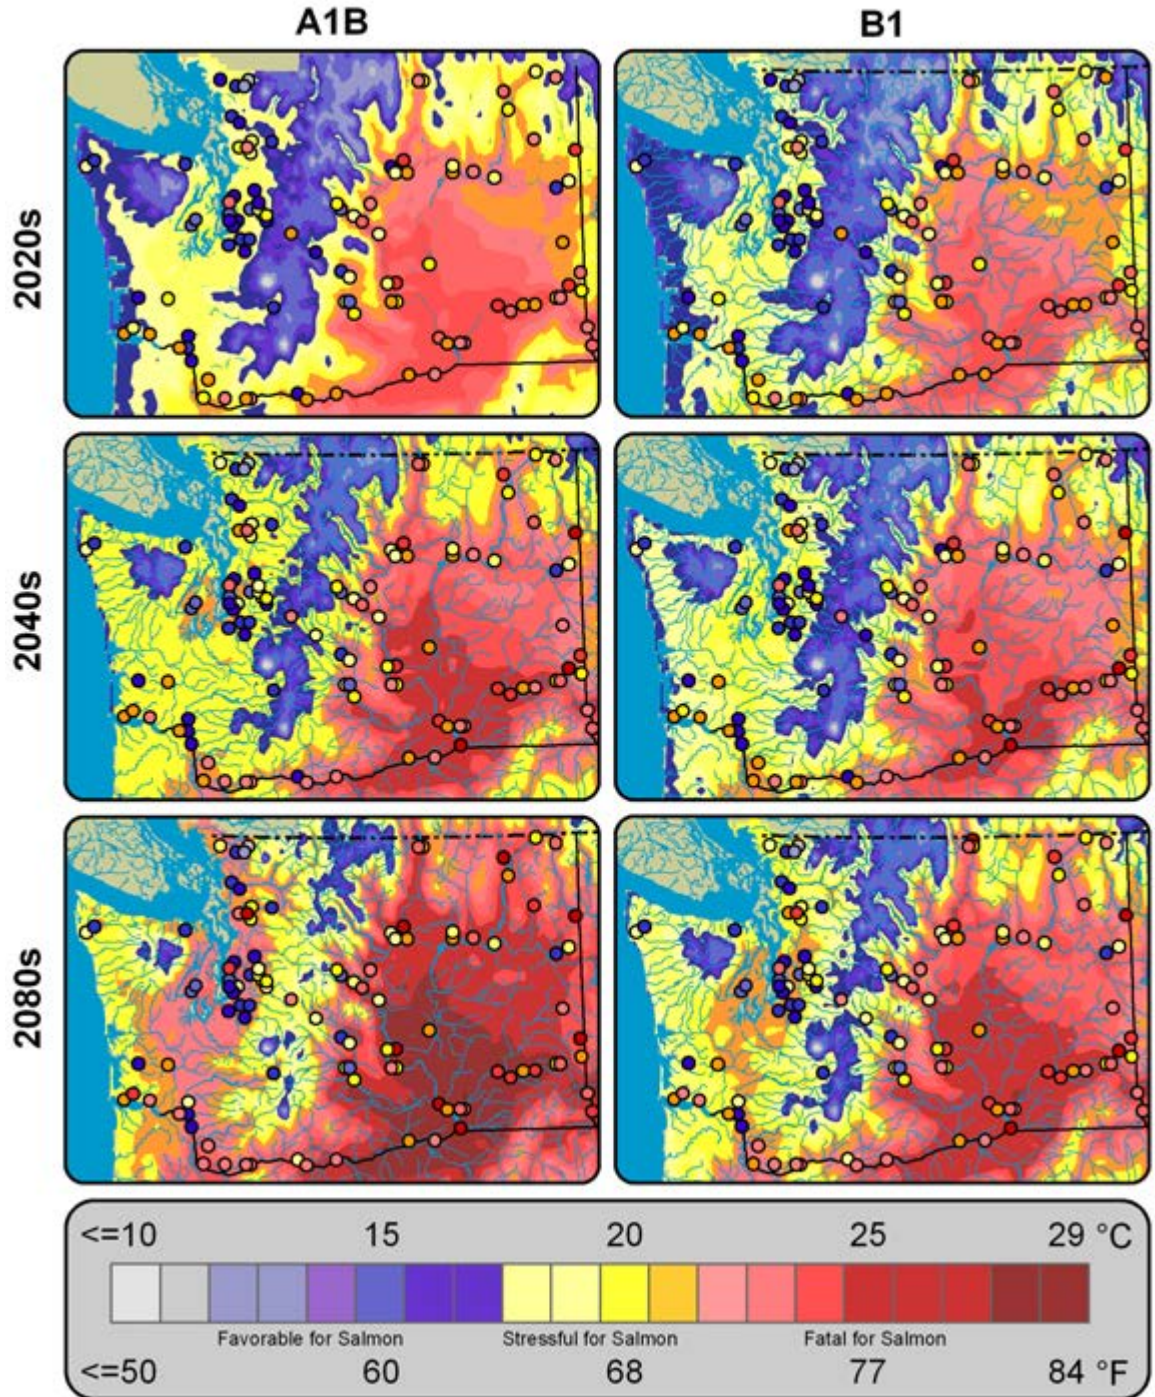 A1B B1
2020s
2040s
2080s
<=10 15 20 25 29 °C
Favorable for Salmon Stressful for Salmon Fatal for Salmon
<=50 60 68 77 84 °F